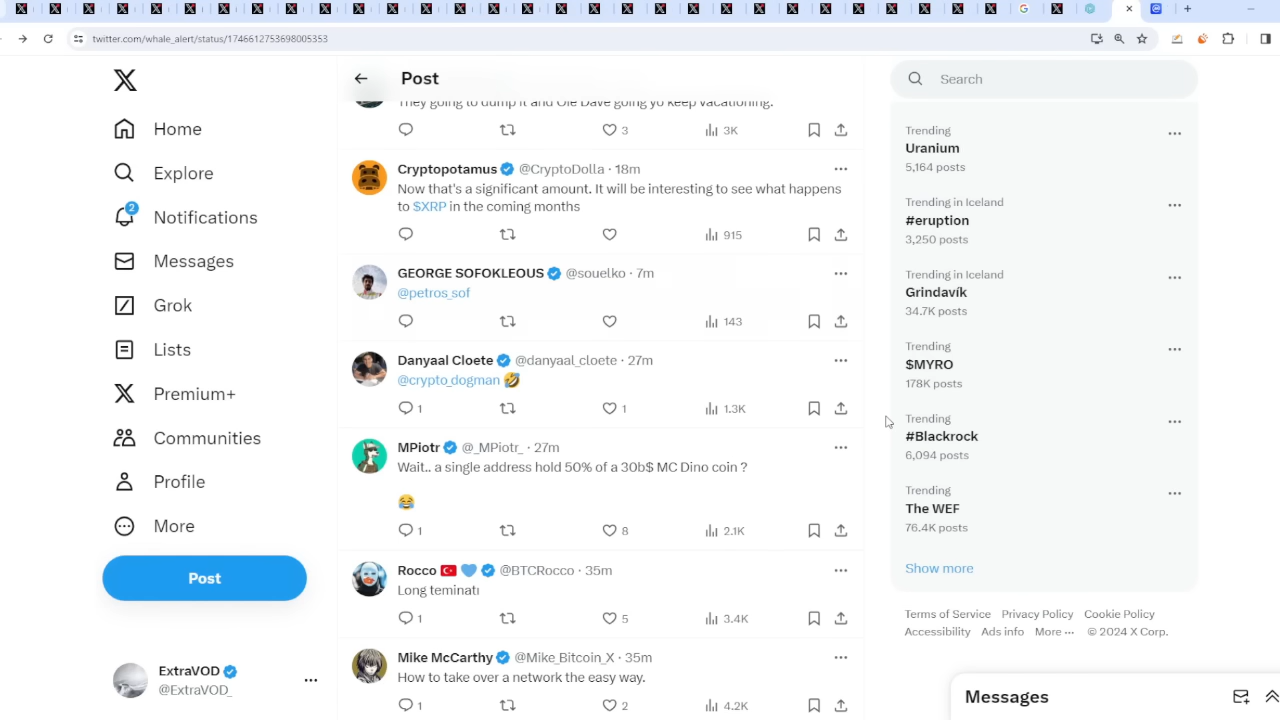 twitter.com/whale_alert/status/1746612753698005353
Home
2
Explore
Notifications
Messages
Grok
Lists
Premium+
Communities
Profile
More
Post
ExtraVOD
@ExtraVOD_
Post
They going to dump it and Ole Dave going yo keep vacationing.
3 3K
Cryptopotamus @CryptoDolla · 18m
Now that's a significant amount. It will be interesting to see what happens
to $XRP in the coming months
915
GEORGE SOFOKLEOUS @souelko · 7m
@petros_sof
143
Danyaal Cloete @danyaal_cloete · 27m
@crypto_dogman 🤣
1 1 1.3K
MPiotr @_MPiotr_ · 27m
Wait.. a single address hold 50% of a 30b$ MC Dino coin ?
😂
1 8 2.1K
Rocco 🇹🇷 🩵 @BTCRocco · 35m
Long teminatı
1 5 3.4K
Mike McCarthy @Mike_Bitcoin_X · 35m
How to take over a network the easy way.
1 2 4.2K
Search
Trending
Uranium
5,164 posts
Trending in Iceland
#eruption
3,250 posts
Trending in Iceland
Grindavík
34.7K posts
Trending
$MYRO
178K posts
Trending
#Blackrock
6,094 posts
Trending
The WEF
76.4K posts
Show more
Terms of Service Privacy Policy Cookie Policy
Accessibility Ads info More ··· © 2024 X Corp.
Messages